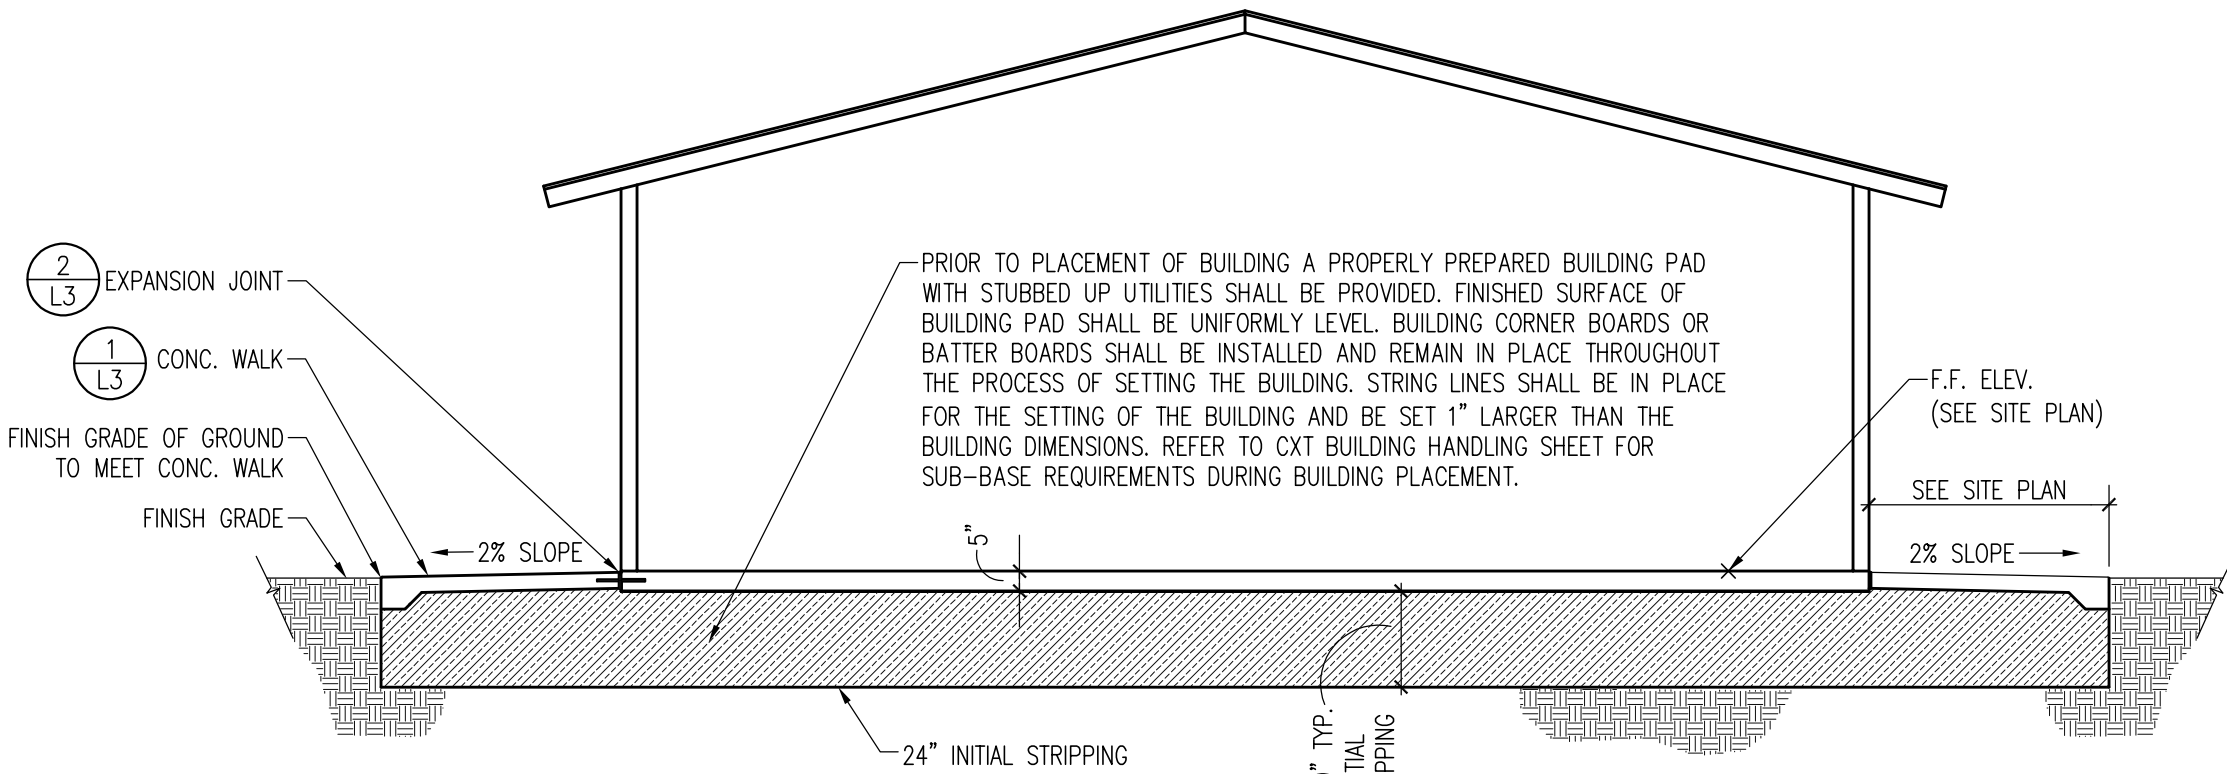 2
L3
EXPANSION JOINT
1
L3
CONC. WALK
FINISH GRADE OF GROUND
TO MEET CONC. WALK
FINISH GRADE
2% SLOPE
PRIOR TO PLACEMENT OF BUILDING A PROPERLY PREPARED BUILDING PAD
WITH STUBBED UP UTILITIES SHALL BE PROVIDED. FINISHED SURFACE OF
BUILDING PAD SHALL BE UNIFORMLY LEVEL. BUILDING CORNER BOARDS OR
BATTER BOARDS SHALL BE INSTALLED AND REMAIN IN PLACE THROUGHOUT
THE PROCESS OF SETTING THE BUILDING. STRING LINES SHALL BE IN PLACE
FOR THE SETTING OF THE BUILDING AND BE SET 1" LARGER THAN THE
BUILDING DIMENSIONS. REFER TO CXT BUILDING HANDLING SHEET FOR
SUB-BASE REQUIREMENTS DURING BUILDING PLACEMENT.
F.F. ELEV.
(SEE SITE PLAN)
SEE SITE PLAN
2% SLOPE
5"
24" INITIAL STRIPPING
" TYP.
TIAL
PPING